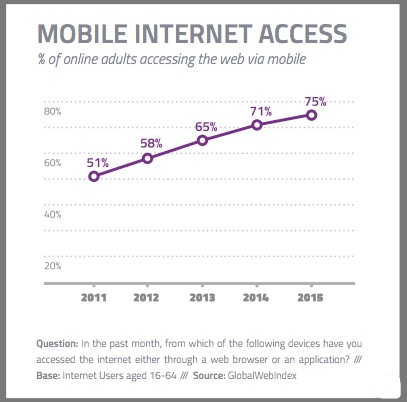 MOBILE INTERNET ACCESS
% of online adults accessing the web via mobile
80%
75%
71%
65%
60%
58%
51%
40%
20%
2011 2012 2013 2014 2015
Question: In the past month, from which of the following devices have you
accessed the internet either through a web browser or an application? ///
Base: Internet Users aged 16-64 /// Source: GlobalWebIndex